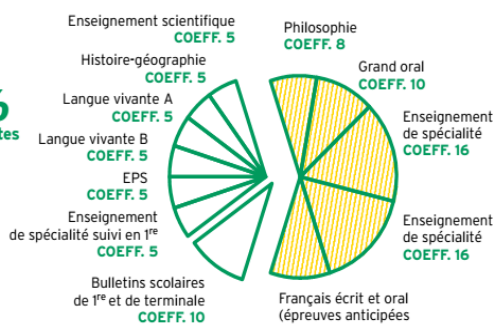 Enseignement scientifique
COEFF. 5
Histoire-géographie
COEFF. 5
Langue vivante A
COEFF. 5
Langue vivante B
COEFF. 5
EPS
COEFF. 5
Enseignement
de spécialité suivi en 1re
COEFF. 5
Bulletins scolaires
de 1re et de terminale
COEFF. 10
Philosophie
COEFF. 8
Grand oral
COEFF. 10
Enseignement
de spécialité
COEFF. 16
Enseignement
de spécialité
COEFF. 16
Français écrit et oral
(épreuves anticipées